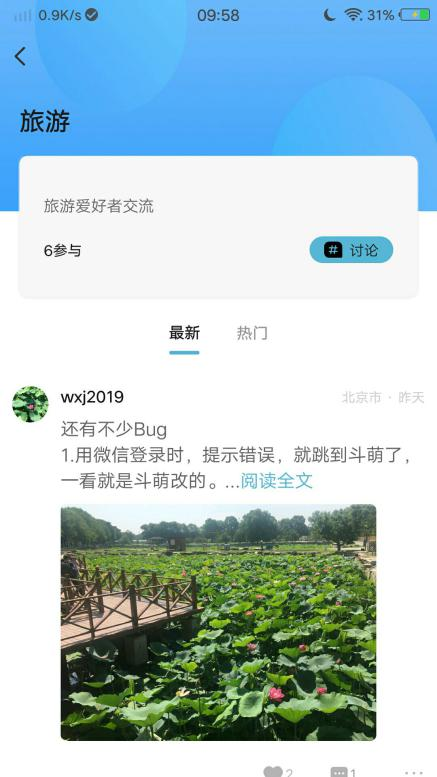 0.9K/s 09:58 31%
旅游
旅游爱好者交流
6参与 # 讨论
最新 热门
wxj2019 北京市 · 昨天
还有不少Bug
1.用微信登录时，提示错误，就跳到斗萌了，
一看就是斗萌改的。...阅读全文
2 1 ...